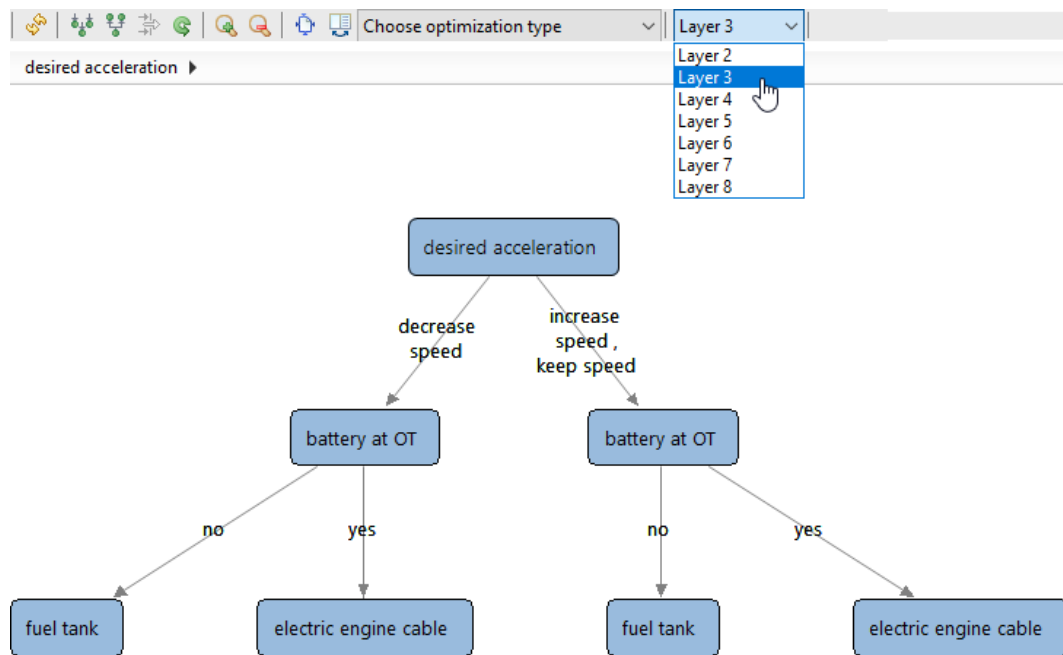 Choose optimization type
Layer 3
desired acceleration
Layer 2
Layer 3
Layer 4
Layer 5
Layer 6
Layer 7
Layer 8
desired acceleration
decrease
speed
increase
speed ,
keep speed
battery at OT
battery at OT
no
yes
no
yes
fuel tank
electric engine cable
fuel tank
electric engine cable